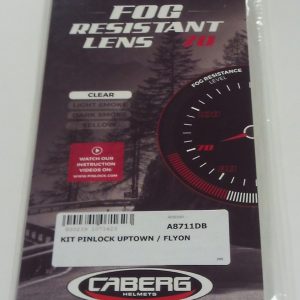 FOG
RESISTANT
LENS 70
CLEAR
LIGHT SMOKE
DARK SMOKE
YELLOW
FOG RESISTANCE
LEVEL
70
WATCH OUR
INSTRUCTION
VIDEOS ON:
WWW.PINLOCK.COM
A8711DB
KIT PINLOCK UPTOWN / FLYON
CABERG
HELMETS